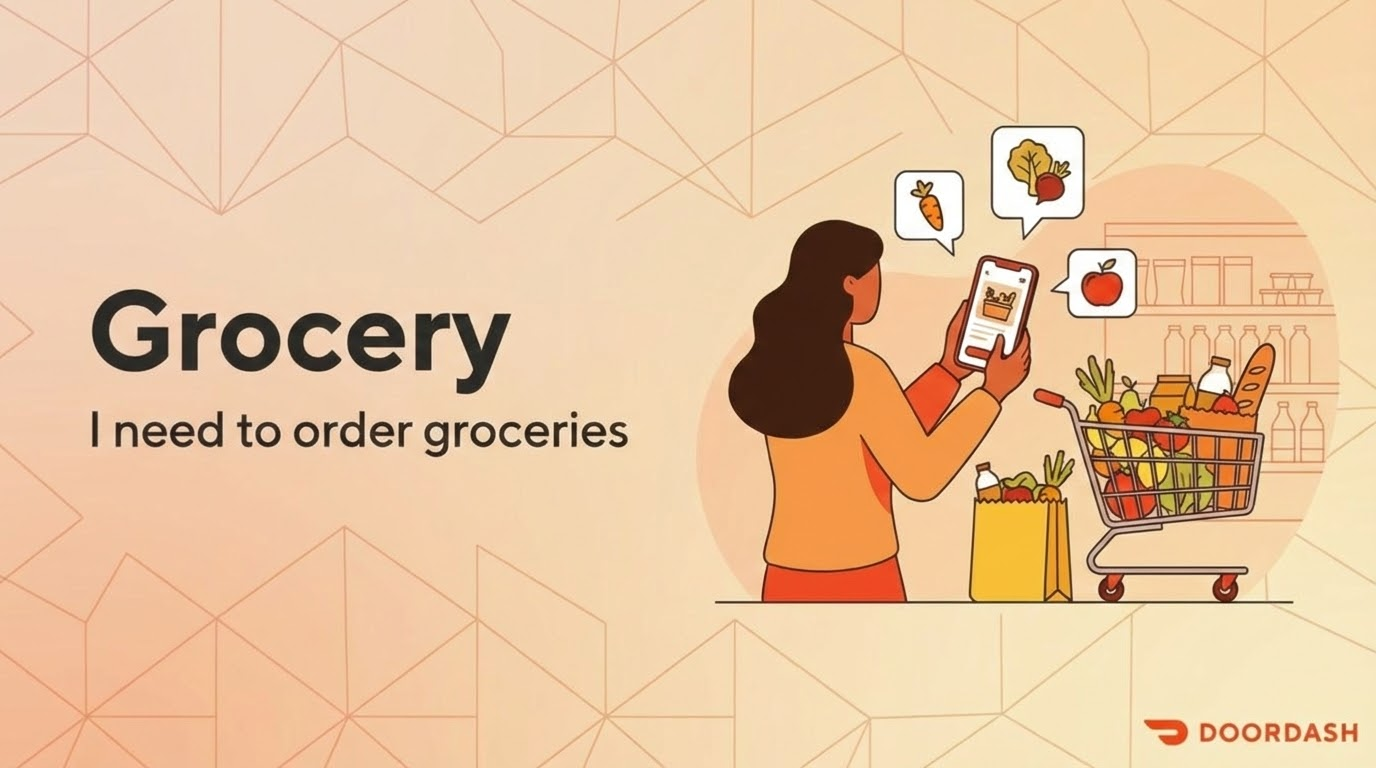 Grocery
I need to order groceries
DOORDASH